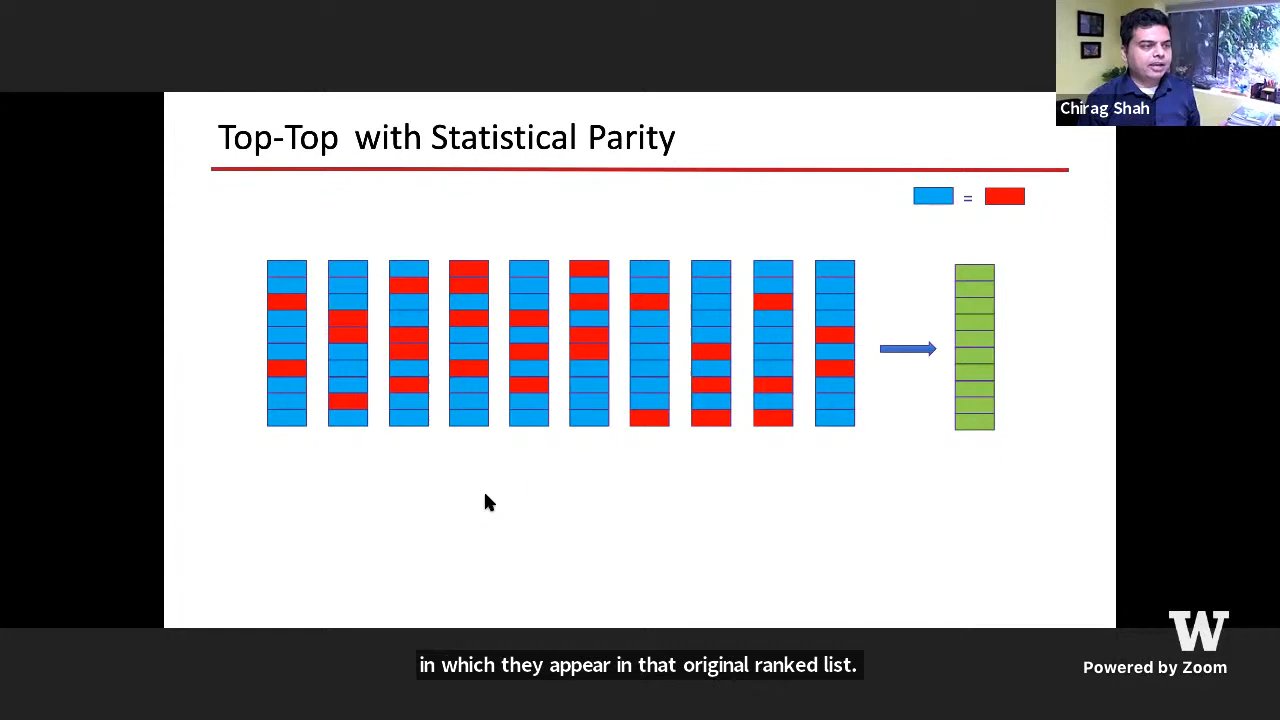 Chirag Shah
Top-Top with Statistical Parity
=
in which they appear in that original ranked list.
W
Powered by Zoom